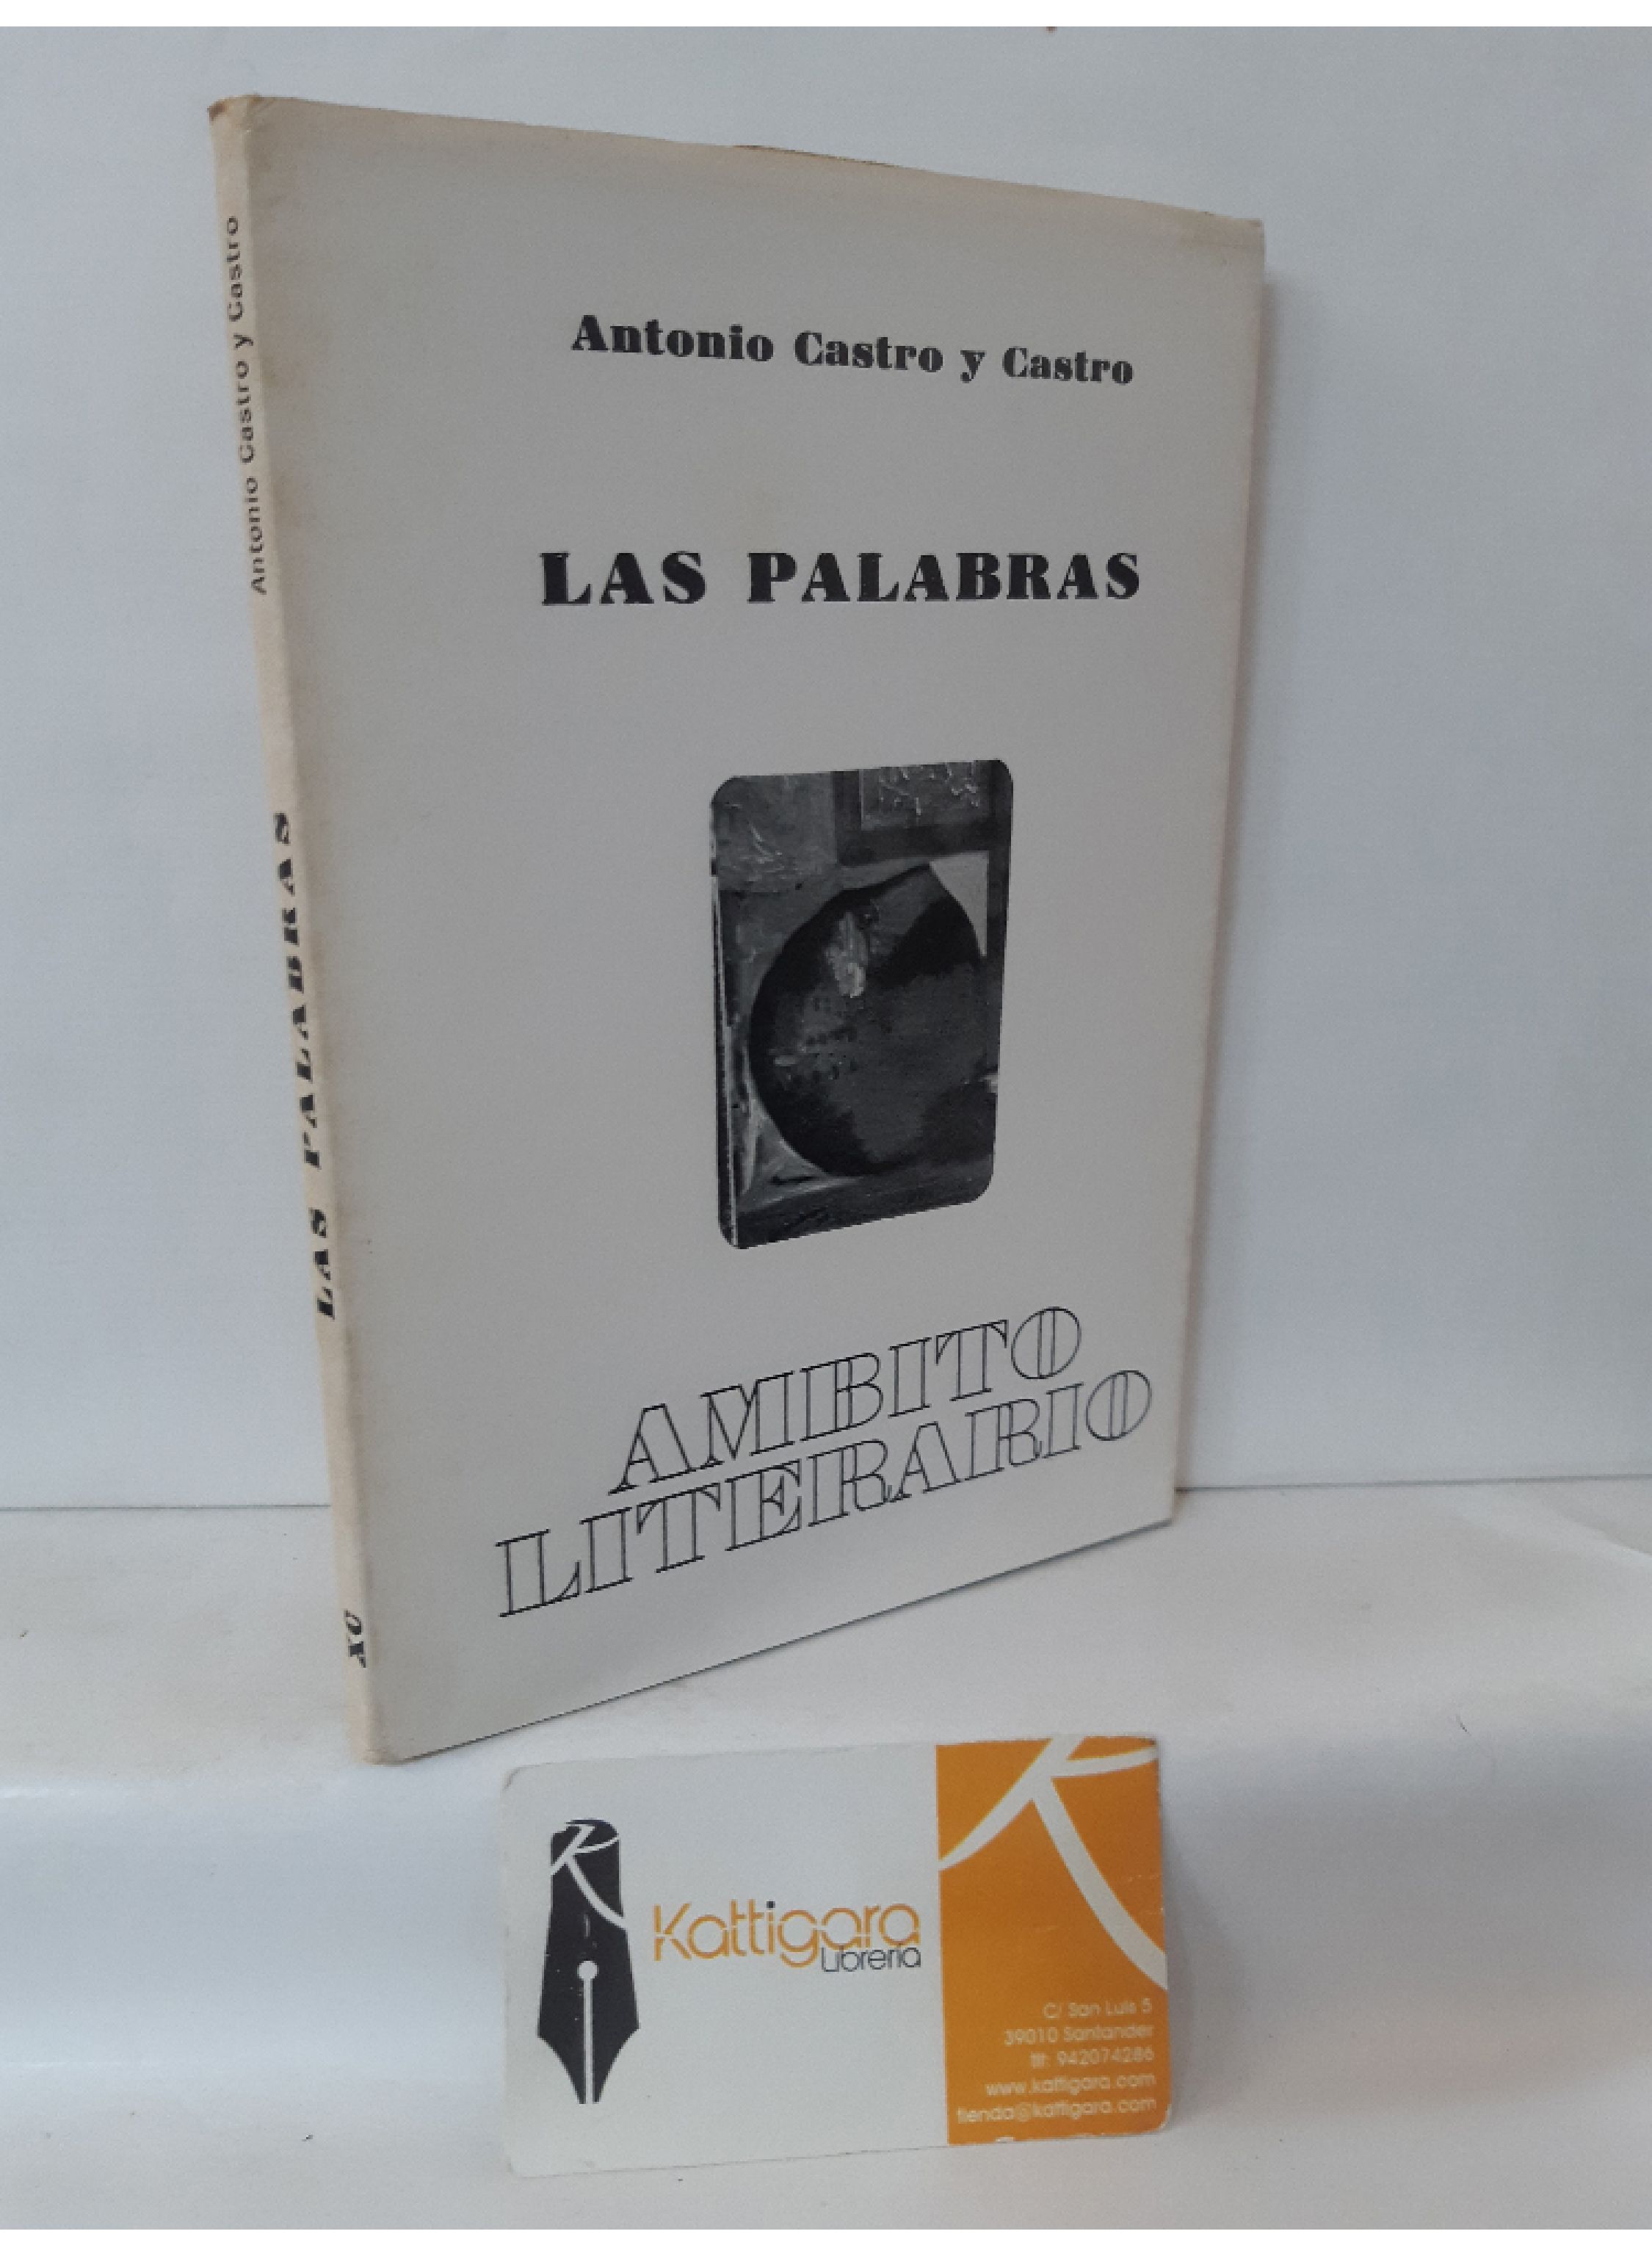 Antonio Castro y Castro
LAS PALABRAS
XC
Antonio Castro y Castro
LAS PALABRAS
AMBITO
LITERARIO
K
Kattigara
Librería
K
C/ San Luis 5
39010 Santander
tlf: 942074286
www.kattigara.com
tienda@kattigara.com